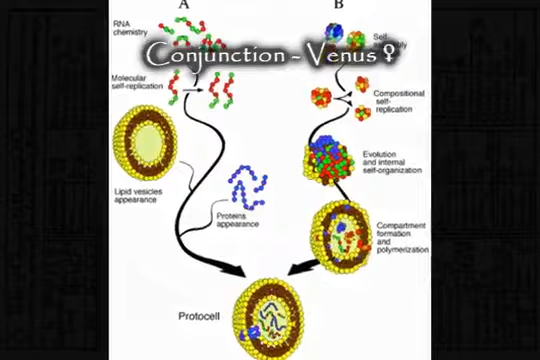 A
B
RNA
chemistry
Conjunction - Venus ♀
Molecular
self-replication
Compositional
self-
replication
Evolution and internal
self-organization
Lipid vesicles
appearance
Proteins
appearance
Compartment
formation
and
polymerization
Protocell